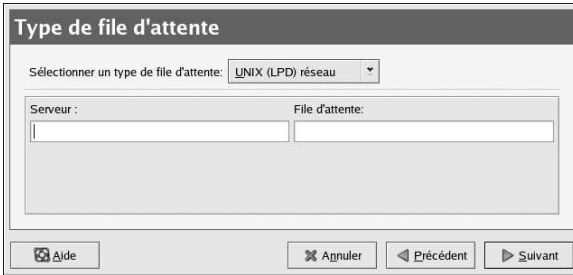 Type de file d'attente
Sélectionner un type de file d'attente: UNIX (LPD) réseau
Serveur : File d'attente:
Aide Annuler Précédent Suivant